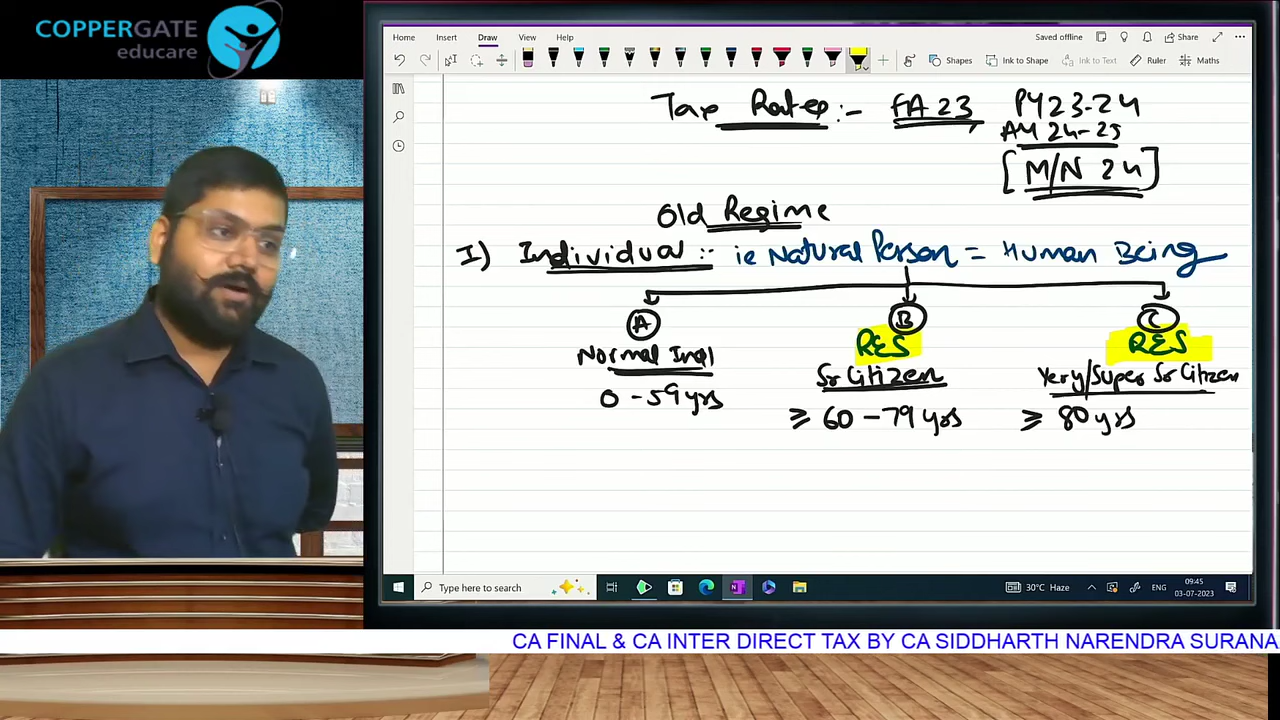 COPPERGATE
educare
Home Insert Draw View Help
Saved offline
Share
Shapes
Ink to Shape
Ink to Text
Ruler
Maths
Tax Rates :- FA 23 PY 23-24
AY 24-25
[M/N 24]
Old Regime
I) Individual :- ie Natural Person = Human Being
A B C
RES RES
Normal Indl Sr Citizen Very/Super Sr Citizen
0 - 59 yrs ≥ 60 - 79 yrs ≥ 80 yrs
Type here to search
30°C Haze
ENG
09:45
03-07-2023
CA FINAL & CA INTER DIRECT TAX BY CA SIDDHARTH NARENDRA SURANA